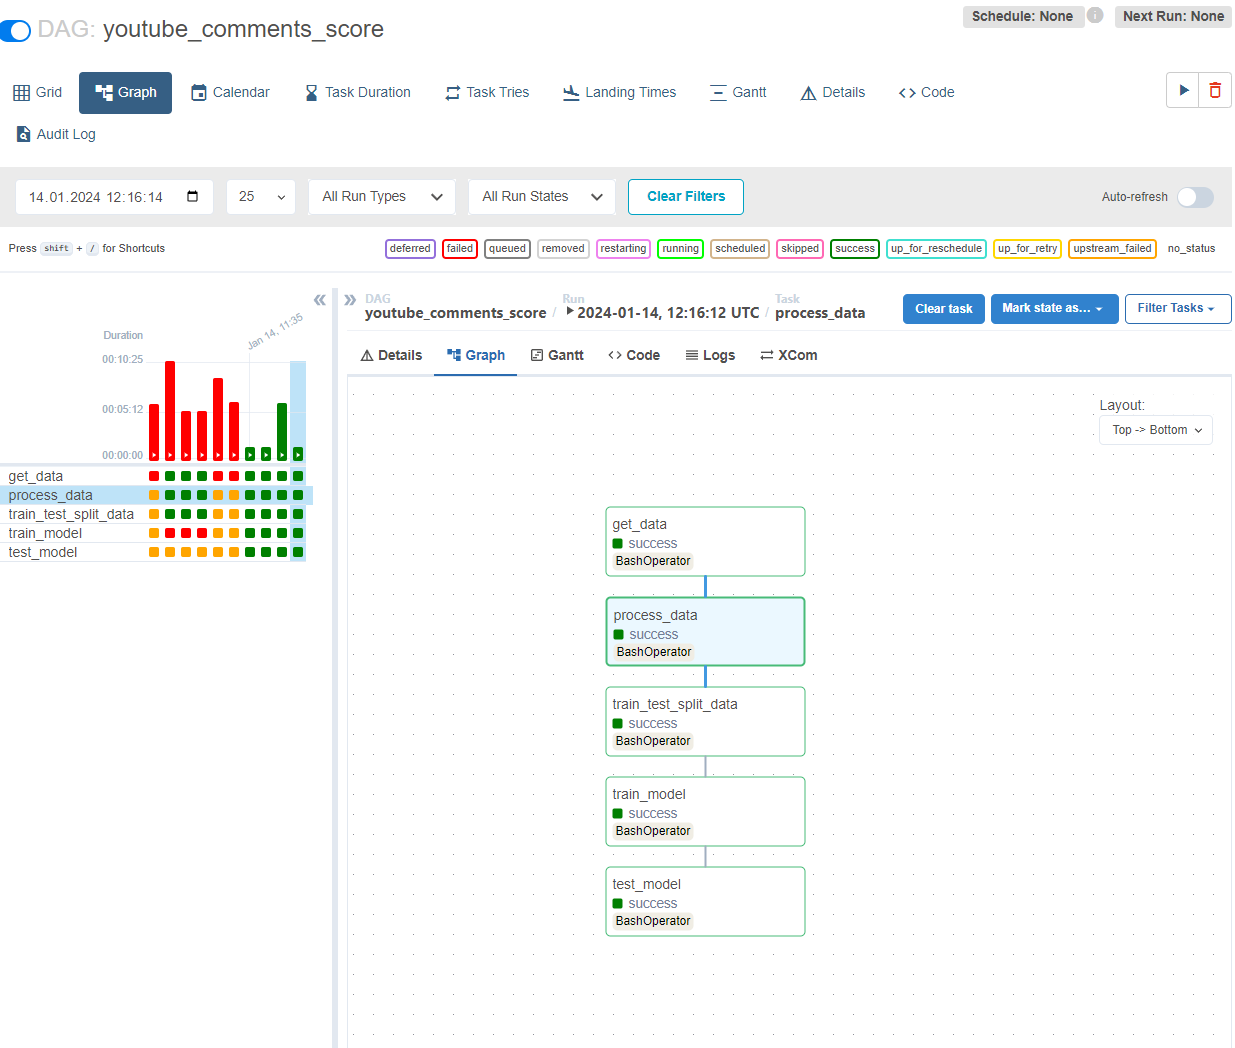 DAG: youtube_comments_score
Schedule: None
Next Run: None
Grid
Graph
Calendar
Task Duration
Task Tries
Landing Times
Gantt
Details
Code
Audit Log
14.01.2024 12:16:14
25
All Run Types
All Run States
Clear Filters
Auto-refresh
Press shift + / for Shortcuts
deferred
failed
queued
removed
restarting
running
scheduled
skipped
success
up_for_reschedule
up_for_retry
upstream_failed
no_status
Duration
Jan 14, 11:35
00:10:25
00:05:12
00:00:00
get_data
process_data
train_test_split_data
train_model
test_model
DAG
youtube_comments_score
/
Run
2024-01-14, 12:16:12 UTC
/
Task
process_data
Clear task
Mark state as...
Filter Tasks
Details
Graph
Gantt
Code
Logs
XCom
Layout:
Top -> Bottom
get_data
success
BashOperator
process_data
success
BashOperator
train_test_split_data
success
BashOperator
train_model
success
BashOperator
test_model
success
BashOperator